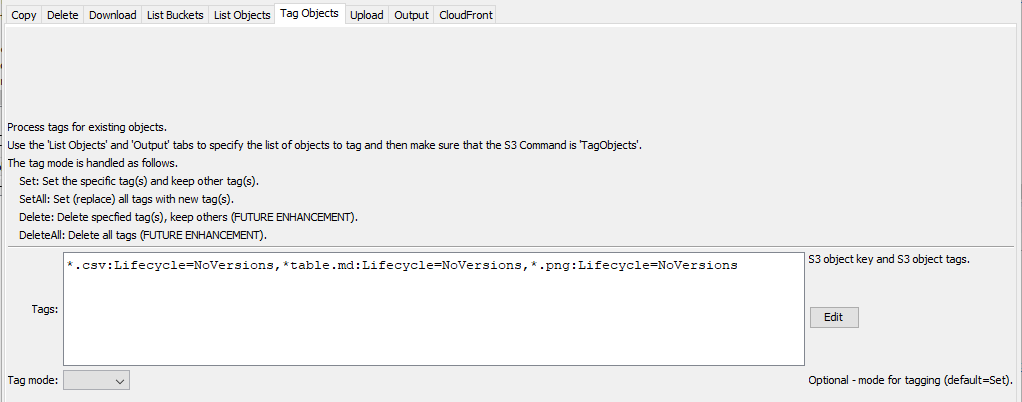 Copy Delete Download List Buckets List Objects Tag Objects Upload Output CloudFront
Process tags for existing objects.
Use the 'List Objects' and 'Output' tabs to specify the list of objects to tag and then make sure that the S3 Command is 'TagObjects'.
The tag mode is handled as follows.
Set: Set the specific tag(s) and keep other tag(s).
SetAll: Set (replace) all tags with new tag(s).
Delete: Delete specfied tag(s), keep others (FUTURE ENHANCEMENT).
DeleteAll: Delete all tags (FUTURE ENHANCEMENT).
*.csv:Lifecycle=NoVersions,*table.md:Lifecycle=NoVersions,*.png:Lifecycle=NoVersions
S3 object key and S3 object tags.
Tags:
Edit
Tag mode:
Optional - mode for tagging (default=Set).